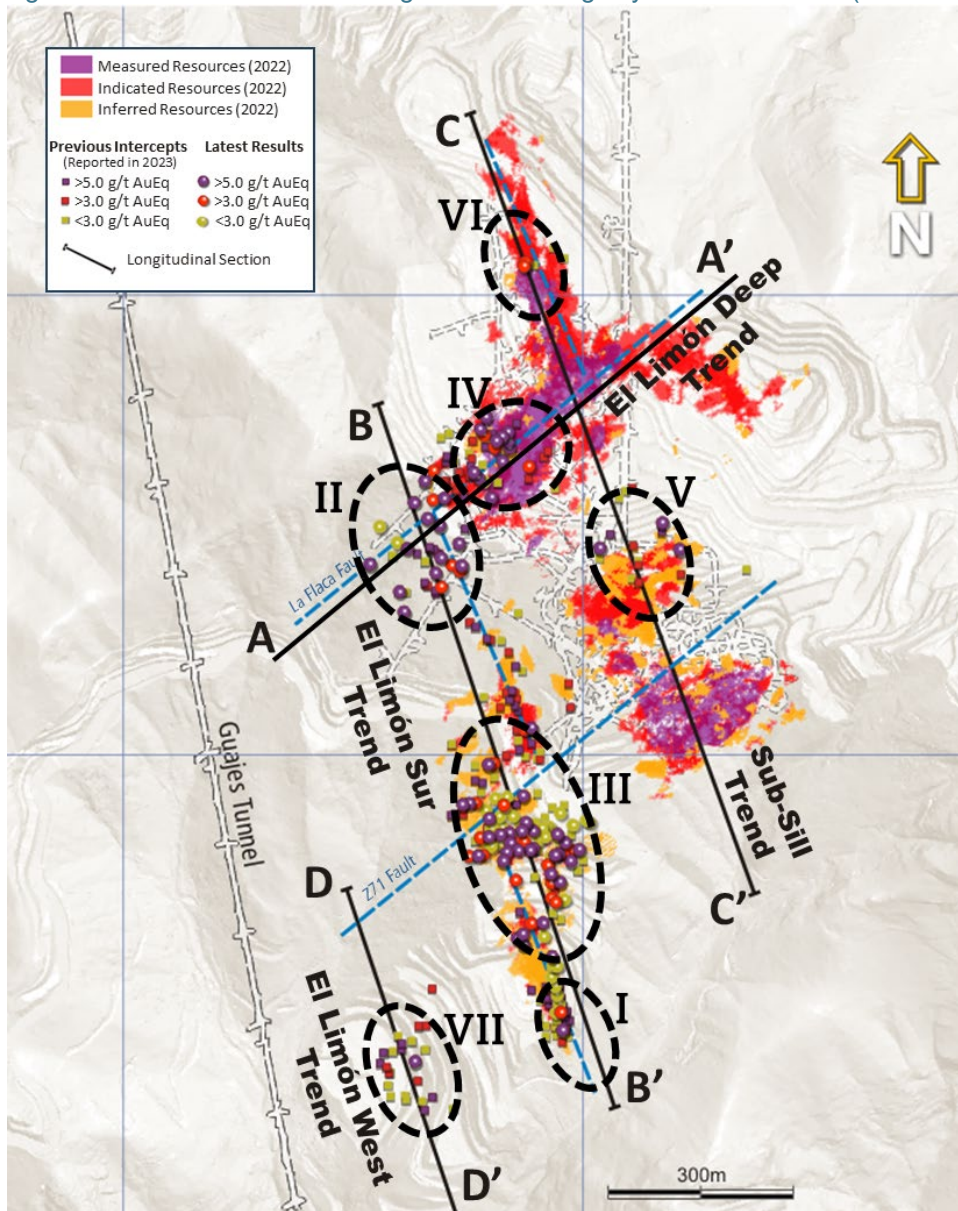 Measured Resources (2022)
Indicated Resources (2022)
Inferred Resources (2022)
Previous Intercepts
(Reported in 2023)
Latest Results
>5.0 g/t AuEq
>5.0 g/t AuEq
>3.0 g/t AuEq
>3.0 g/t AuEq
<3.0 g/t AuEq
<3.0 g/t AuEq
Longitudinal Section
C
N
VI
A'
El Limón Deep
Trend
IV
B
II
V
La Flaca Fault
A
El Limón Sur
Trend
Guajes Tunnel
III
Sub-Sill
Trend
Z71 Fault
D
C'
El Limón West
Trend
VII
I
B'
D'
300m